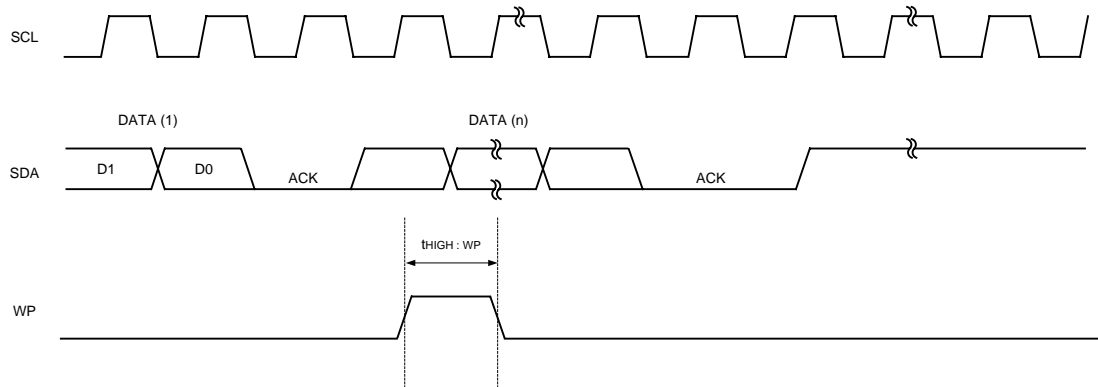 SCL
DATA (1)
DATA (n)
SDA
D1
D0
ACK
ACK
tHIGH : WP
WP